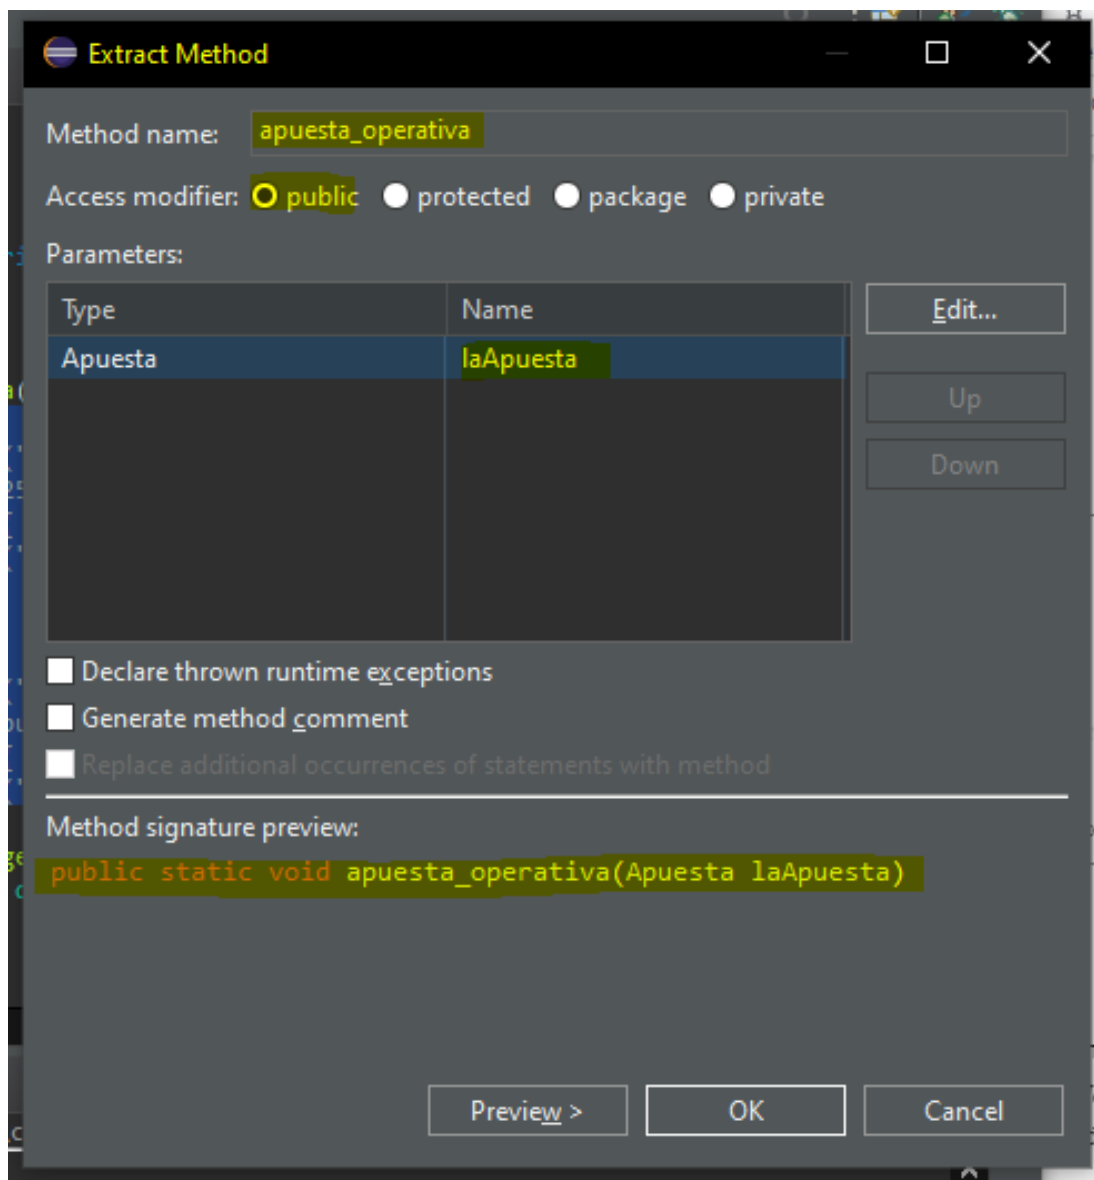 Extract Method
Method name: apuesta_operativa
Access modifier: public protected package private
Parameters:
Type Name Edit...
Apuesta laApuesta
Up
Down
Declare thrown runtime exceptions
Generate method comment
Replace additional occurrences of statements with method
Method signature preview:
public static void apuesta_operativa(Apuesta laApuesta)
Preview > OK Cancel